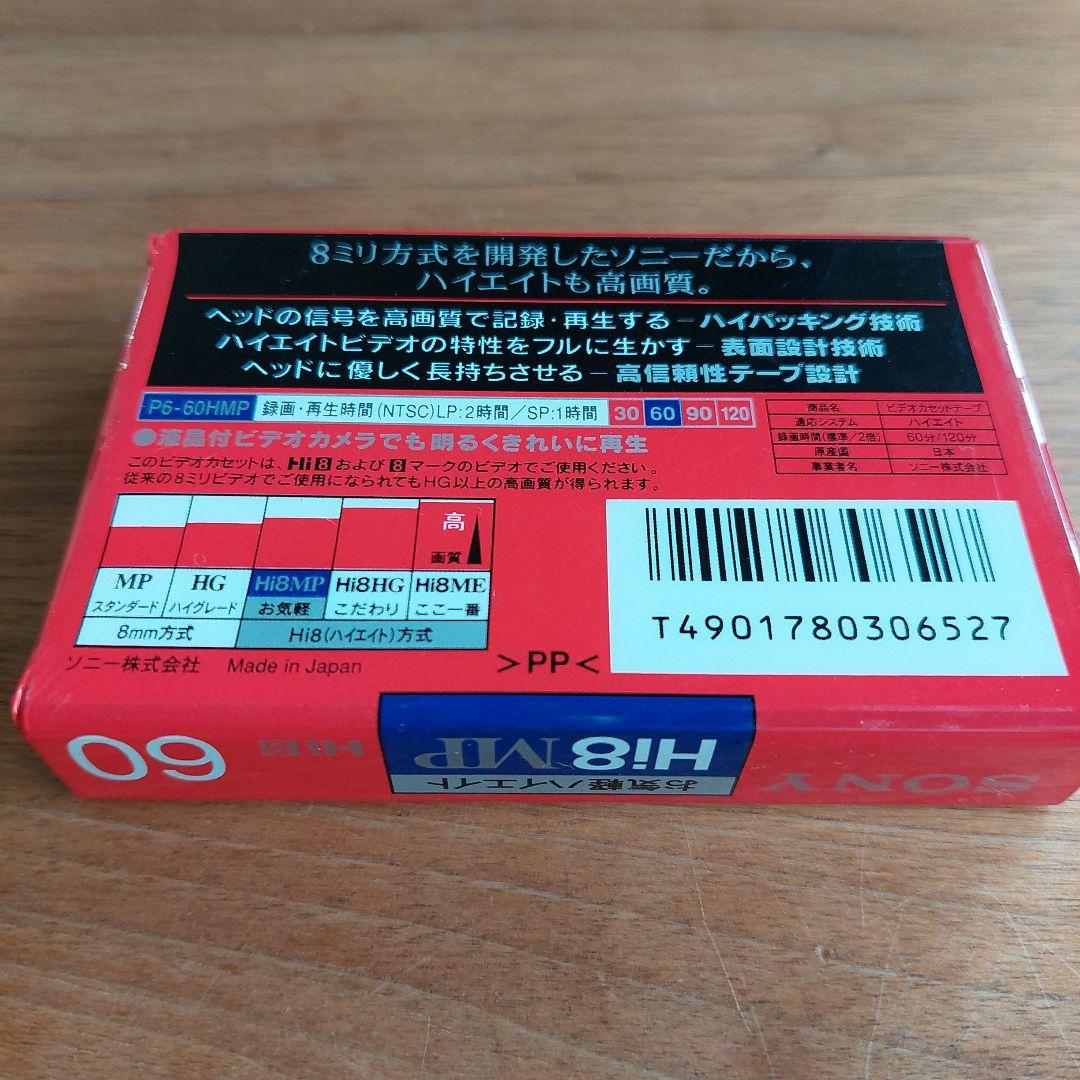 8ミリ方式を開発したソニーだから、
ハイエイトも高画質。
ヘッドの信号を高画質で記録・再生する－ハイパッキング技術
ハイエイトビデオの特性をフルに生かす－表面設計技術
ヘッドに優しく長持ちさせる－高信頼性テープ設計
P6-60HMP 録画・再生時間(NTSC)LP:2時間／SP:1時間 30 60 90 120
●液晶付ビデオカメラでも明るくきれいに再生
このビデオカセットは、Hi8および8マークのビデオでご使用ください。
従来の8ミリビデオでご使用になられてもHG以上の高画質が得られます。
商品名 ビデオカセットテープ
適応システム ハイエイト
録画時間(標準/2倍) 60分/120分
原産国 日本
事業者名 ソニー株式会社
高
画質
MP HG Hi8MP Hi8HG Hi8ME
スタンダード ハイグレード お気軽 こだわり ここ一番
8mm方式 Hi8(ハイエイト)方式
ソニー株式会社 Made in Japan
>PP<
T4901780306527
SONY
お気軽ハイエイト
Hi8MP
Hi8
60